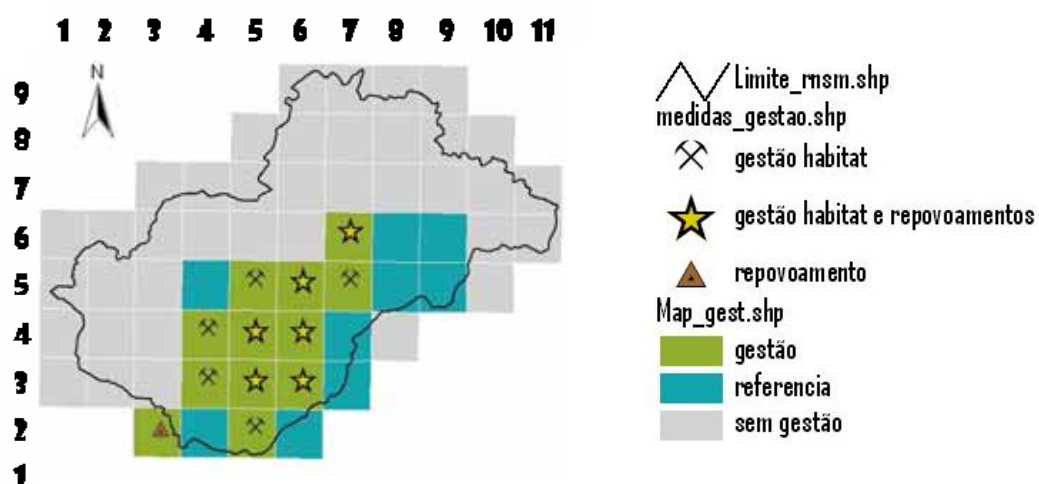 1 2 3 4 5 6 7 8 9 10 11
N
9
8
7
6
5
4
3
2
1
Limite_rnsm.shp
medidas_gestao.shp
gestão habitat
gestão habitat e repovoamentos
repovoamento
Map_gest.shp
gestão
referencia
sem gestão